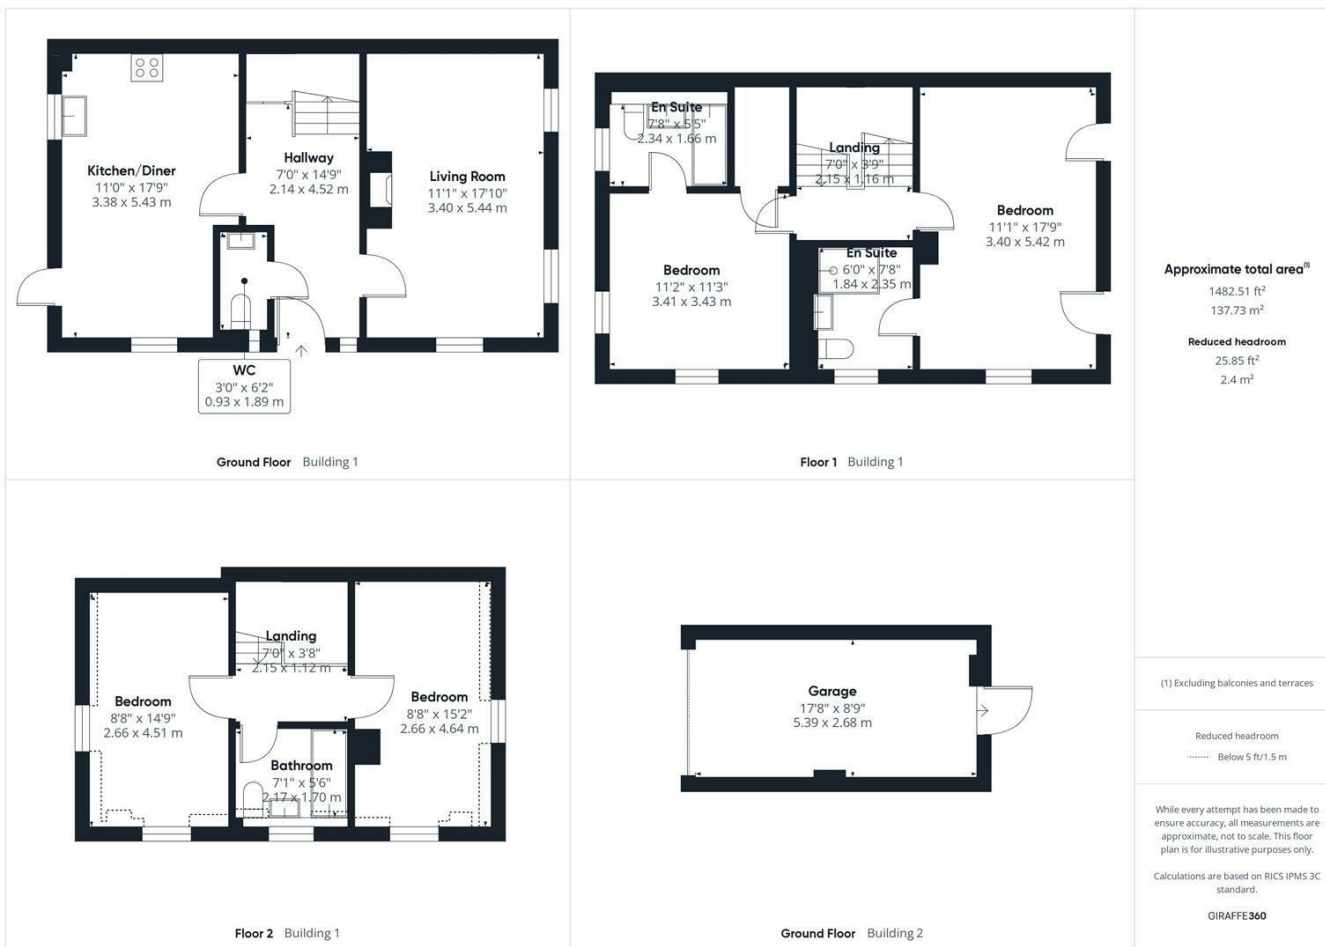 Kitchen/Diner
11'0" x 17'9"
3.38 x 5.43 m
Hallway
7'0" x 14'9"
2.14 x 4.52 m
Living Room
11'1" x 17'10"
3.40 x 5.44 m
WC
3'0" x 6'2"
0.93 x 1.89 m
Ground Floor Building 1
En Suite
7'8" x 5'5"
2.34 x 1.66 m
Landing
7'0" x 3'9"
2.15 x 1.16 m
Bedroom
11'1" x 17'9"
3.40 x 5.42 m
Bedroom
11'2" x 11'3"
3.41 x 3.43 m
En Suite
6'0" x 7'8"
1.84 x 2.35 m
Floor 1 Building 1
Approximate total area(1)
1482.51 ft²
137.73 m²
Reduced headroom
25.85 ft²
2.4 m²
Bedroom
8'8" x 14'9"
2.66 x 4.51 m
Landing
7'0" x 3'8"
2.15 x 1.12 m
Bedroom
8'8" x 15'2"
2.66 x 4.64 m
Bathroom
7'1" x 5'6"
2.17 x 1.70 m
Floor 2 Building 1
Garage
17'8" x 8'9"
5.39 x 2.68 m
Ground Floor Building 2
(1) Excluding balconies and terraces
Reduced headroom
Below 5 ft/1.5 m
While every attempt has been made to
ensure accuracy, all measurements are
approximate, not to scale. This floor
plan is for illustrative purposes only.
Calculations are based on RICS IPMS 3C
standard.
GIRAFFE360